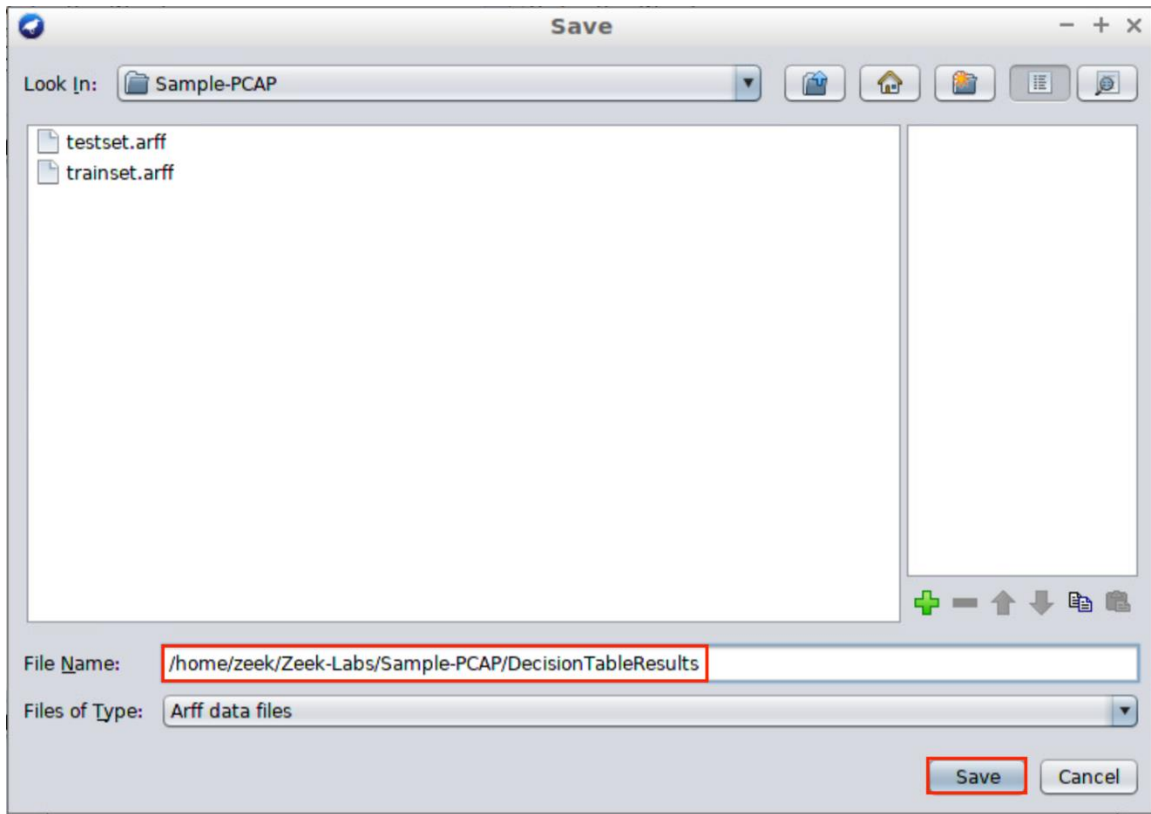 Save
Look In: Sample-PCAP
testset.arff
trainset.arff
File Name: /home/zeek/Zeek-Labs/Sample-PCAP/DecisionTableResults
Files of Type: Arff data files
Save Cancel